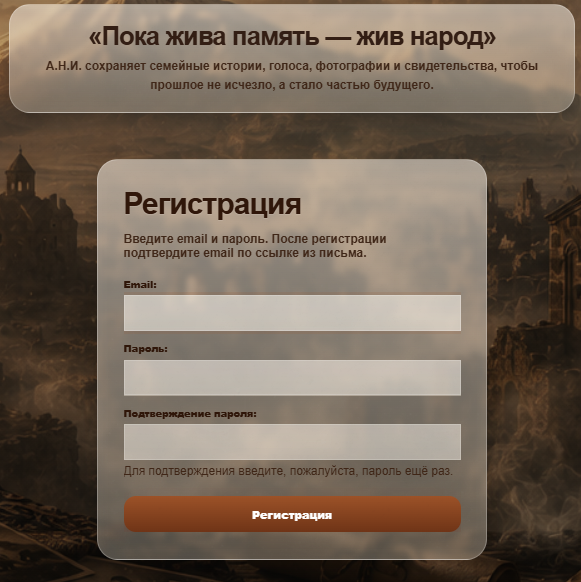 «Пока жива память — жив народ»
А.Н.И. сохраняет семейные истории, голоса, фотографии и свидетельства, чтобы
прошлое не исчезло, а стало частью будущего.
Регистрация
Введите email и пароль. После регистрации
подтвердите email по ссылке из письма.
Email:
Пароль:
Подтверждение пароля:
Для подтверждения введите, пожалуйста, пароль ещё раз.
Регистрация